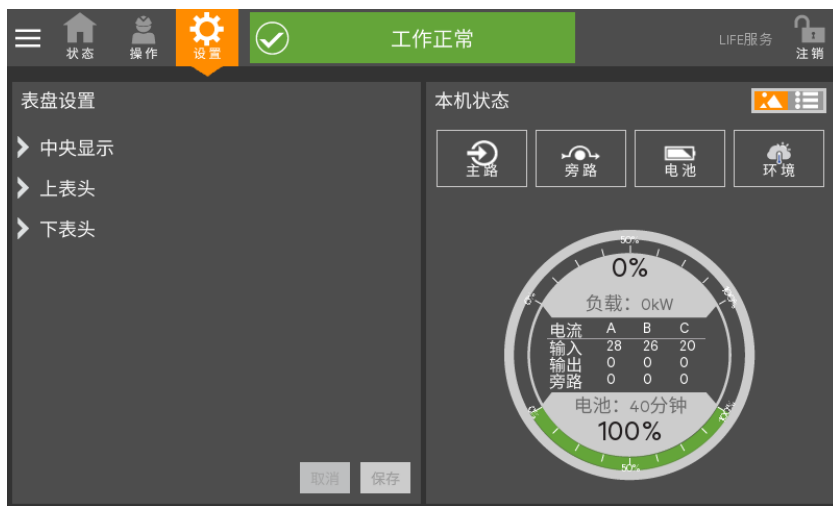 状态
操作
设置
工作正常
LIFE服务
注销
表盘设置
中央显示
上表头
下表头
取消
保存
本机状态
主路
旁路
电池
环境
50%
0%
100%
0%
负载: 0kW
电流 A B C
输入 28 26 20
输出 0 0 0
旁路 0 0 0
电池: 40分钟
100%
0%
100%
50%